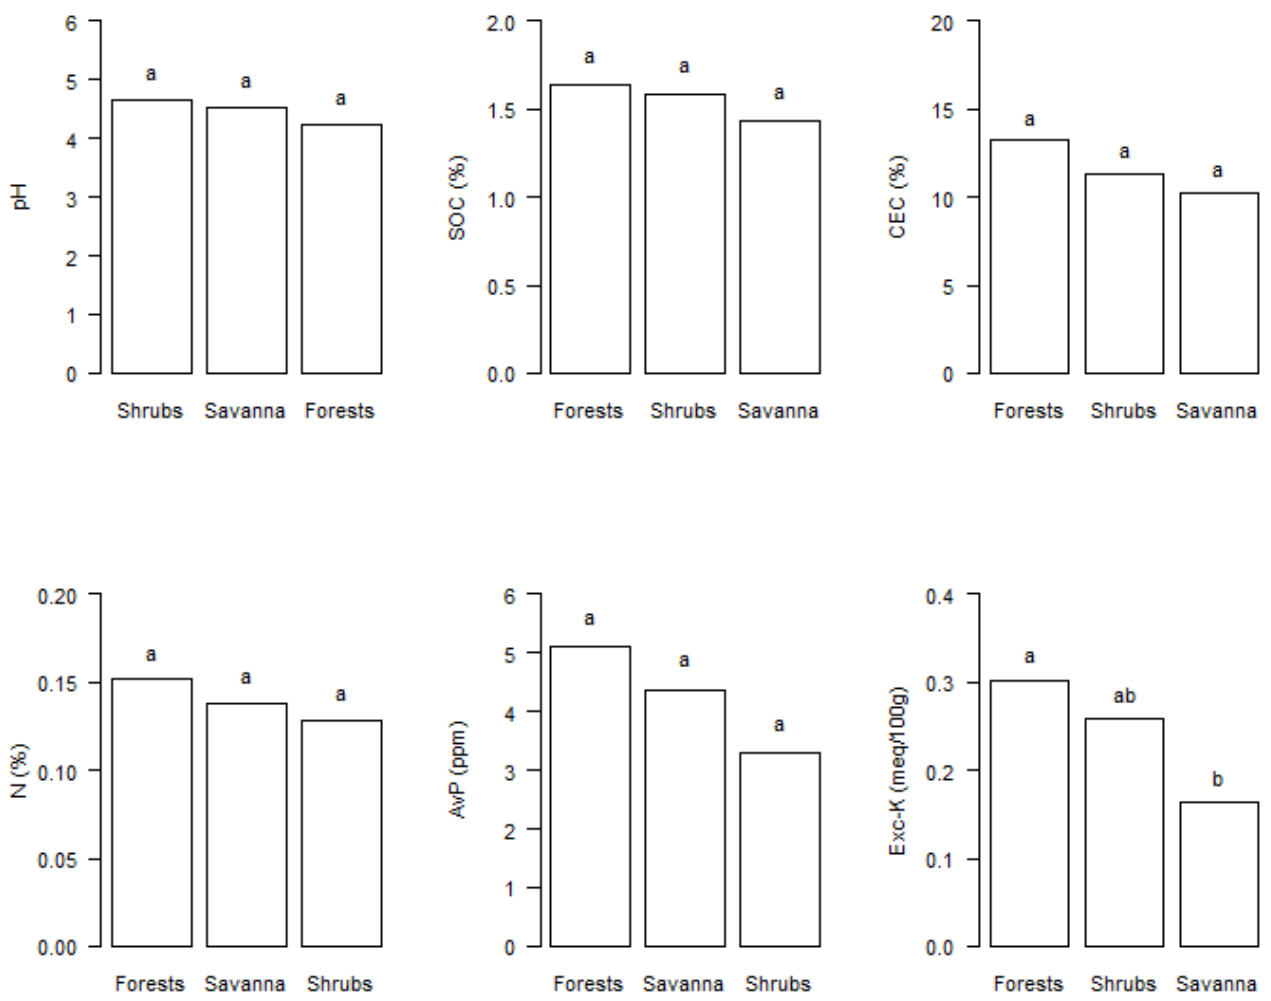 pH
6
5
4
3
2
1
0
a
a
a
Shrubs Savanna Forests
SOC (%)
2.0
1.5
1.0
0.5
0.0
a
a
a
Forests Shrubs Savanna
CEC (%)
20
15
10
5
0
a
a
a
Forests Shrubs Savanna
N (%)
0.20
0.15
0.10
0.05
0.00
a
a
a
Forests Savanna Shrubs
AvP (ppm)
6
5
4
3
2
1
0
a
a
a
Forests Savanna Shrubs
Exc-K (meq/100g)
0.4
0.3
0.2
0.1
0.0
a
ab
b
Forests Shrubs Savanna